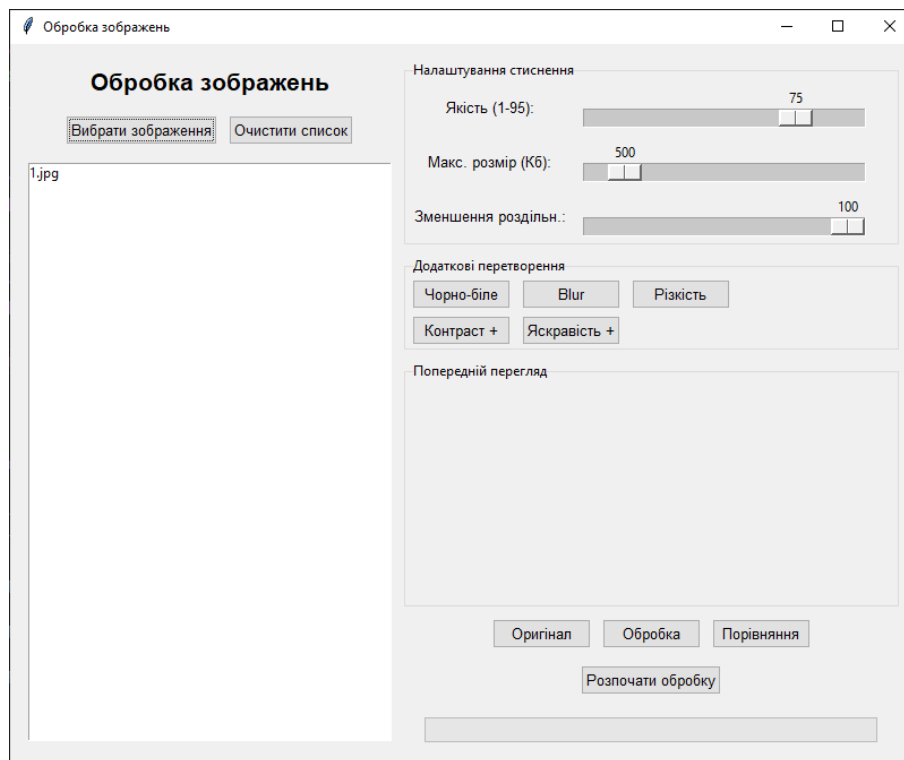 Обробка зображень
Обробка зображень
Вибрати зображення Очистити список
1.jpg
Налаштування стиснення
Якість (1-95):
75
Макс. розмір (Кб):
500
Зменшення роздільн.:
100
Додаткові перетворення
Чорно-біле Blur Різкість
Контраст + Яскравість +
Попередній перегляд
Оригінал Обробка Порівняння
Розпочати обробку